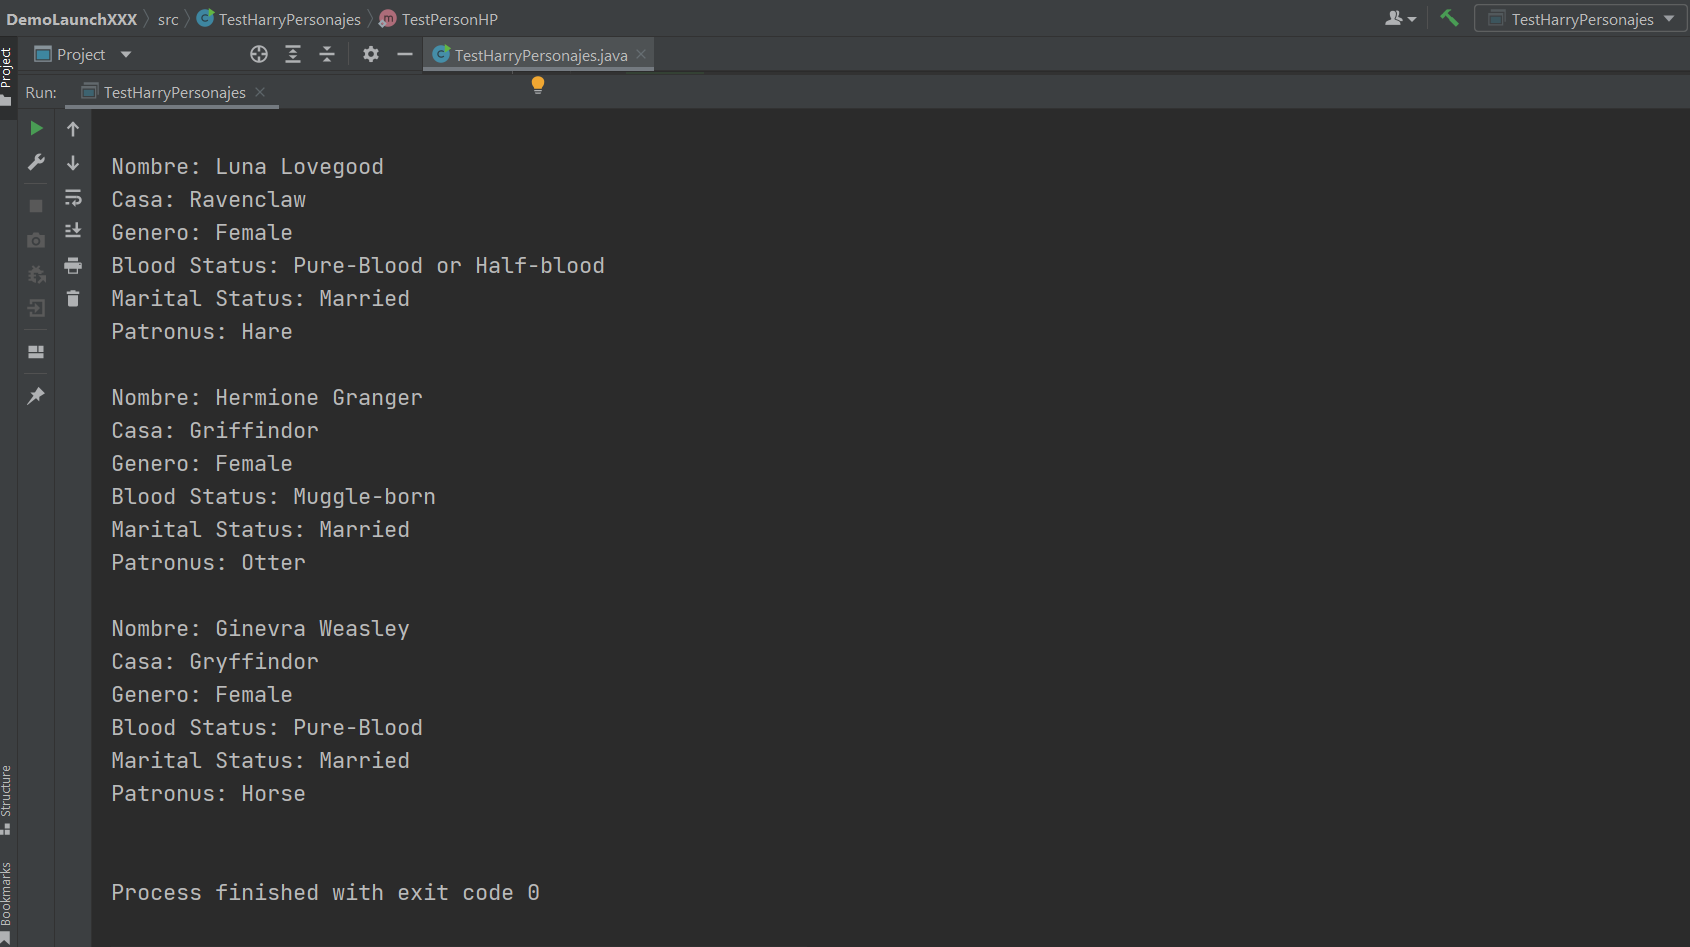 DemoLaunchXXX src TestHarryPersonajes TestPersonHP TestHarryPersonajes
Project
Project TestHarryPersonajes.java
Run: TestHarryPersonajes
Nombre: Luna Lovegood
Casa: Ravenclaw
Genero: Female
Blood Status: Pure-Blood or Half-blood
Marital Status: Married
Patronus: Hare
Nombre: Hermione Granger
Casa: Griffindor
Genero: Female
Blood Status: Muggle-born
Marital Status: Married
Patronus: Otter
Nombre: Ginevra Weasley
Casa: Gryffindor
Genero: Female
Blood Status: Pure-Blood
Marital Status: Married
Patronus: Horse
Structure
Bookmarks
Process finished with exit code 0